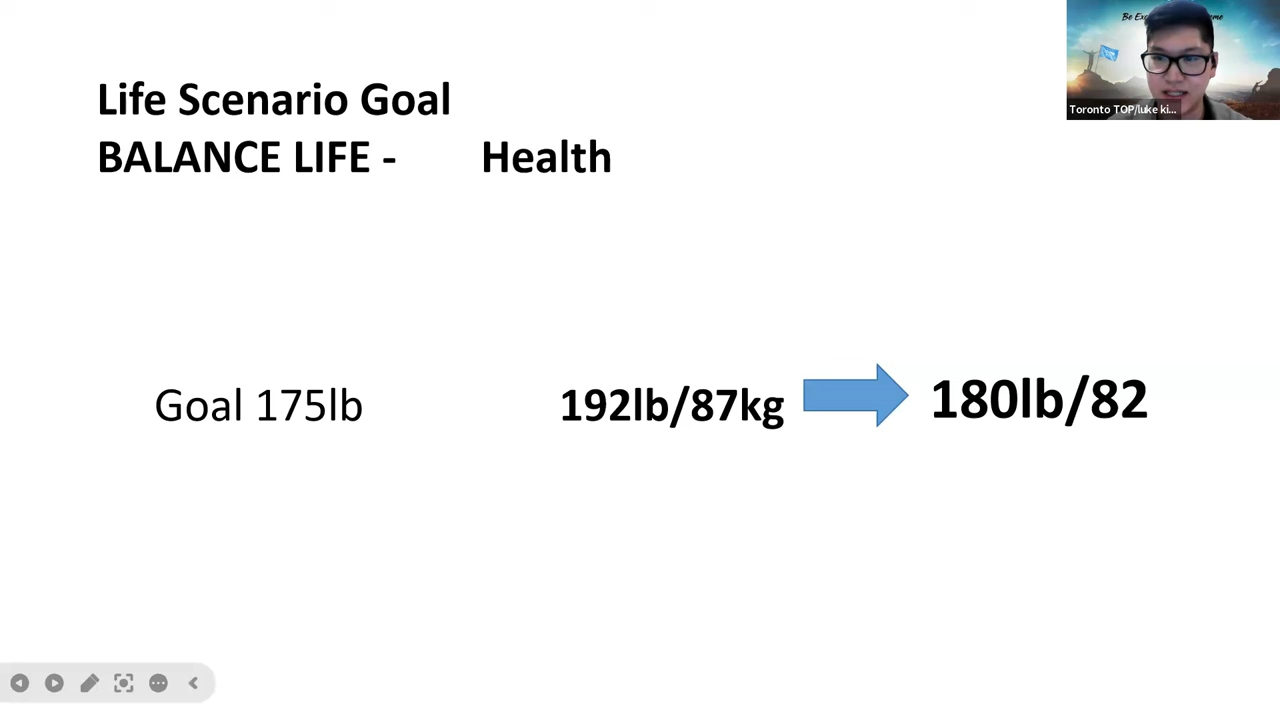 Life Scenario Goal
BALANCE LIFE - Health
Goal 175lb
192lb/87kg
180lb/82
Toronto TOP/luke ki...